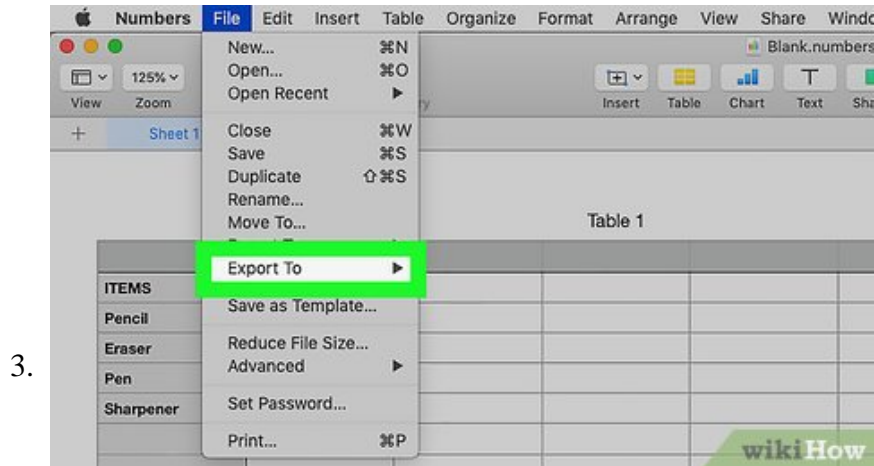 Numbers File Edit Insert Table Organize Format Arrange View Share Windo
New... ⌘N
Blank.numbers
Open... ⌘O
125%
Open Recent ▶
View Zoom Insert Table Chart Text Sha
+ Sheet 1
Close ⌘W
Save ⌘S
Duplicate ⇧⌘S
Rename...
Move To...
Table 1
Export To ▶
ITEMS
Save as Template...
Pencil
Eraser
Reduce File Size...
3.
Advanced ▶
Pen
Sharpener
Set Password...
Print... ⌘P
wikiHow